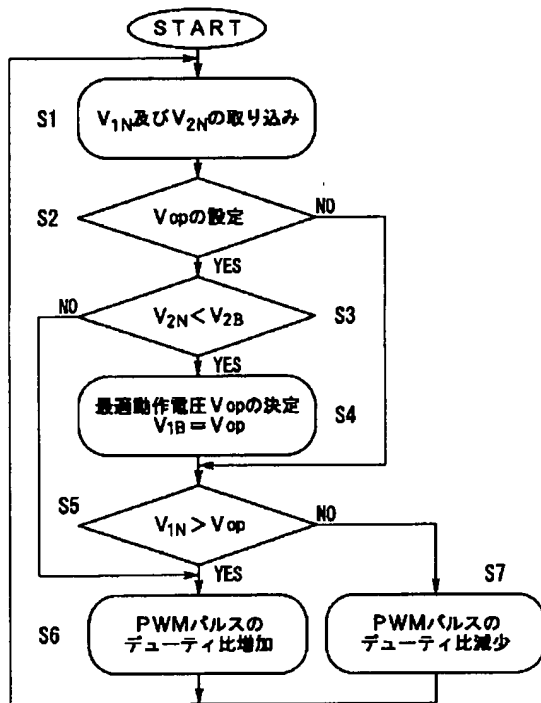 START
S1
V1N及びV2Nの取り込み
S2
Vopの設定
NO
YES
NO
V2N<V2B
S3
YES
最適動作電圧Vopの決定
V1B=Vop
S4
S5
V1N>Vop
NO
YES
S7
S6
PWMパルスの
デューティ比増加
PWMパルスの
デューティ比減少